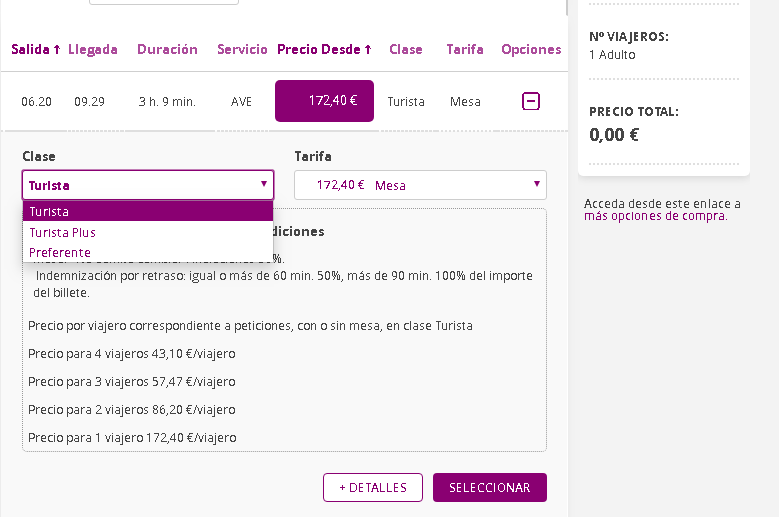 Salida ↑ Llegada Duración Servicio Precio Desde ↑ Clase Tarifa Opciones
06.20 09.29 3 h. 9 min. AVE 172,40 € Turista Mesa
Clase Tarifa
Turista 172,40 € Mesa
Turista
Turista Plus
Preferente
diciones
Indemnización por retraso: igual o más de 60 min. 50%, más de 90 min. 100% del importe
del billete.
Precio por viajero correspondiente a peticiones, con o sin mesa, en clase Turista
Precio para 4 viajeros 43,10 €/viajero
Precio para 3 viajeros 57,47 €/viajero
Precio para 2 viajeros 86,20 €/viajero
Precio para 1 viajero 172,40 €/viajero
+ DETALLES SELECCIONAR
Nº VIAJEROS:
1 Adulto
PRECIO TOTAL:
0,00 €
Acceda desde este enlace a
más opciones de compra.